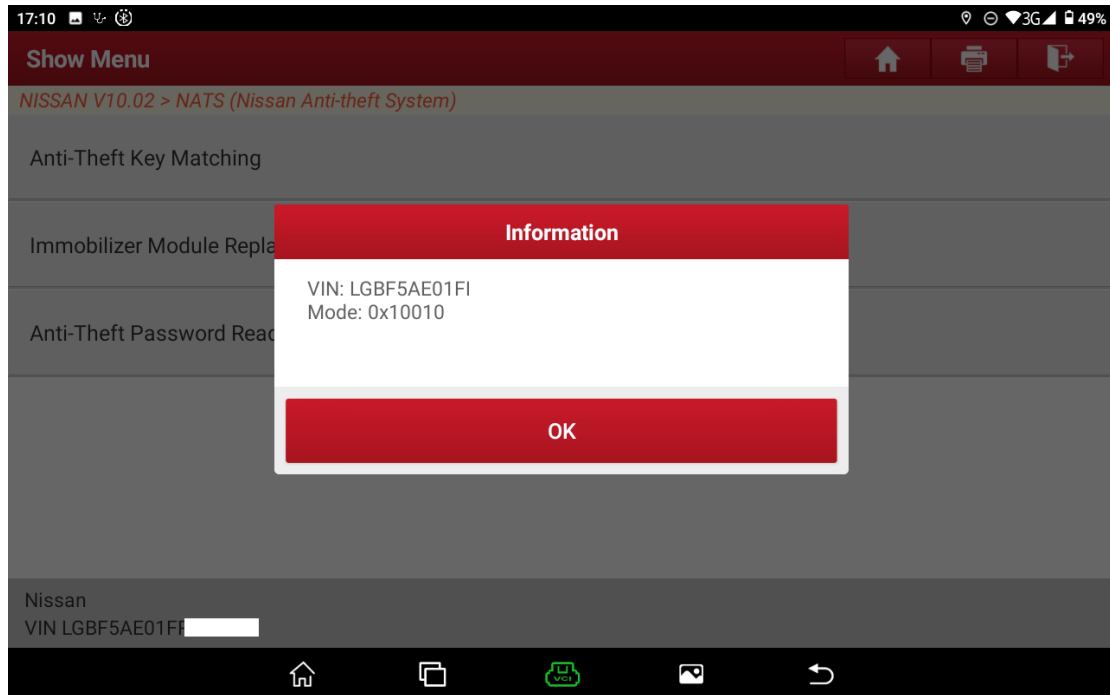 17:10 3G 49%
Show Menu
NISSAN V10.02 > NATS (Nissan Anti-theft System)
Anti-Theft Key Matching
Immobilizer Module Repla
Anti-Theft Password Reac
Information
VIN: LGBF5AE01FI
Mode: 0x10010
OK
Nissan
VIN LGBF5AE01FF
VCI